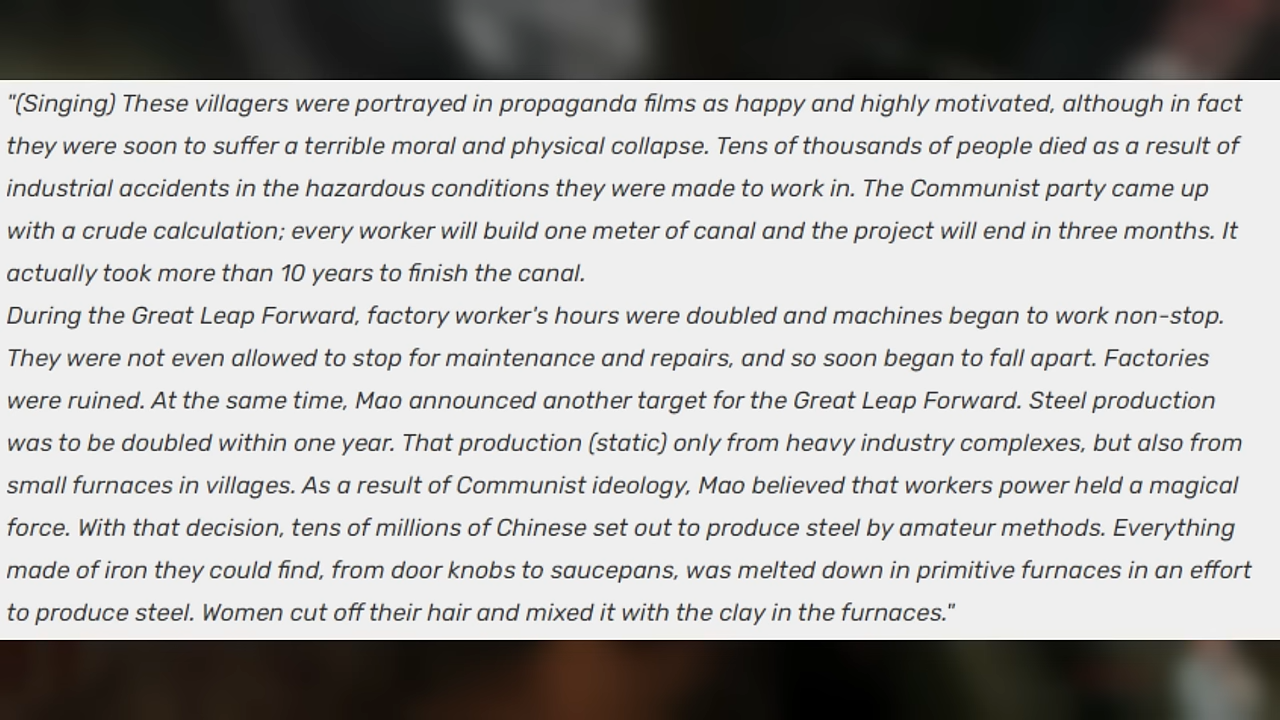 "(Singing) These villagers were portrayed in propaganda films as happy and highly motivated, although in fact
they were soon to suffer a terrible moral and physical collapse. Tens of thousands of people died as a result of
industrial accidents in the hazardous conditions they were made to work in. The Communist party came up
with a crude calculation; every worker will build one meter of canal and the project will end in three months. It
actually took more than 10 years to finish the canal.
During the Great Leap Forward, factory worker's hours were doubled and machines began to work non-stop.
They were not even allowed to stop for maintenance and repairs, and so soon began to fall apart. Factories
were ruined. At the same time, Mao announced another target for the Great Leap Forward. Steel production
was to be doubled within one year. That production (static) only from heavy industry complexes, but also from
small furnaces in villages. As a result of Communist ideology, Mao believed that workers power held a magical
force. With that decision, tens of millions of Chinese set out to produce steel by amateur methods. Everything
made of iron they could find, from door knobs to saucepans, was melted down in primitive furnaces in an effort
to produce steel. Women cut off their hair and mixed it with the clay in the furnaces."